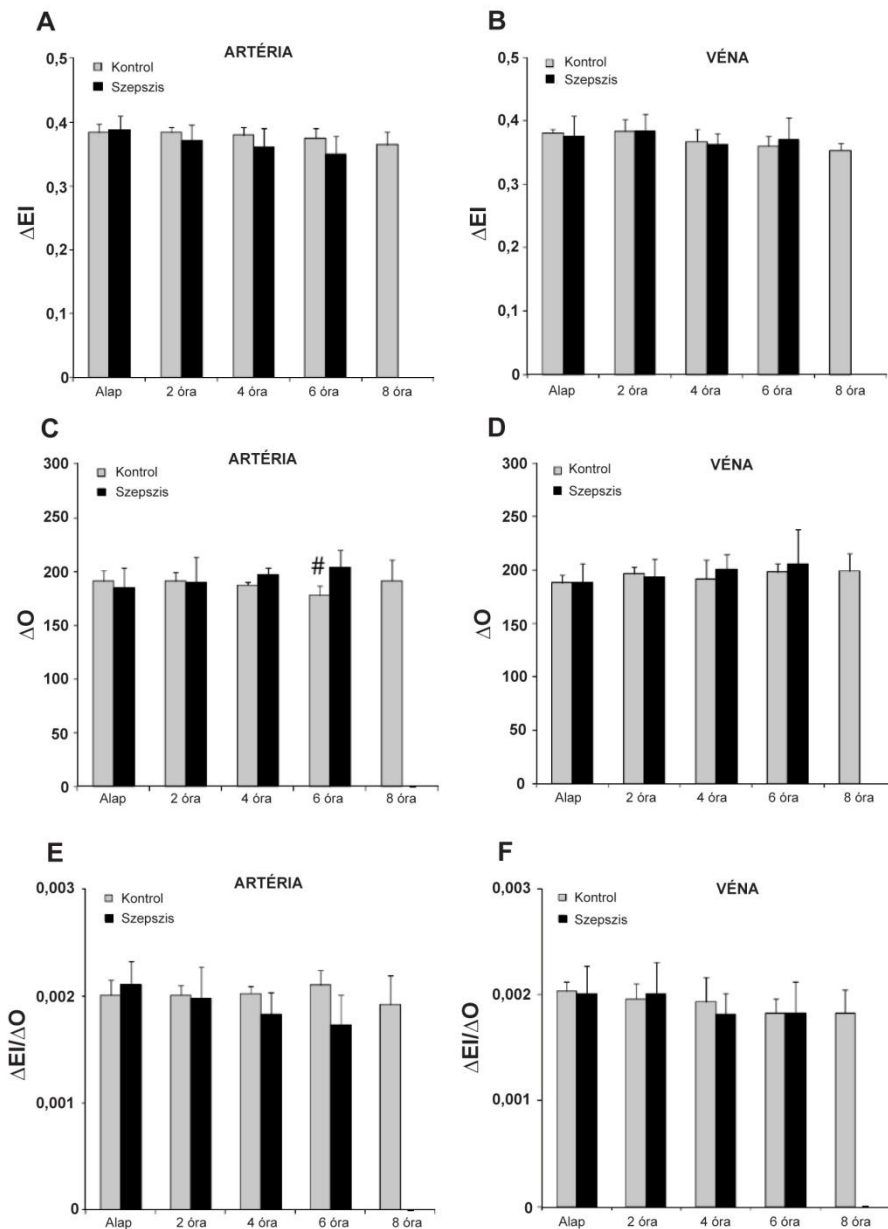 A
ARTÉRIA
Kontrol
Szepszis
0,5
0,4
0,3
0,2
0,1
0
ΔEI
Alap 2 óra 4 óra 6 óra 8 óra
B
VÉNA
Kontrol
Szepszis
0,5
0,4
0,3
0,2
0,1
0
ΔEI
Alap 2 óra 4 óra 6 óra 8 óra
C
ARTÉRIA
Kontrol
Szepszis
300
250
200
150
100
50
0
ΔO
#
Alap 2 óra 4 óra 6 óra 8 óra
D
VÉNA
Kontrol
Szepszis
300
250
200
150
100
50
0
ΔO
Alap 2 óra 4 óra 6 óra 8 óra
E
ARTÉRIA
Kontrol
Szepszis
0,003
0,002
0,001
0
ΔEI/ΔO
Alap 2 óra 4 óra 6 óra 8 óra
F
VÉNA
Kontrol
Szepszis
0,003
0,002
0,001
0
ΔEI/ΔO
Alap 2 óra 4 óra 6 óra 8 óra